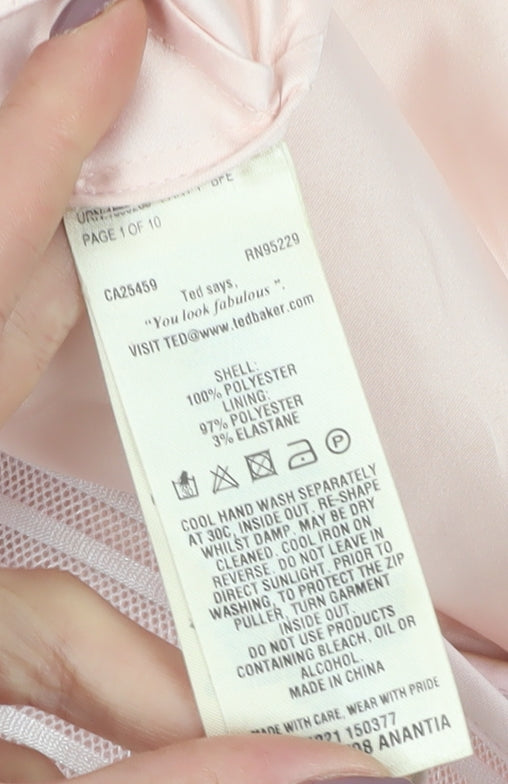 PAGE 1 OF 10
RN95229
CA25459
Ted says,
"You look fabulous".
VISIT TED@www.tedbaker.com
SHELL:
100% POLYESTER
LINING:
97% POLYESTER
3% ELASTANE
P
COOL HAND WASH SEPARATELY
AT 30C, INSIDE OUT. RE-SHAPE
WHILST DAMP. MAY BE DRY
CLEANED. COOL IRON ON
REVERSE. DO NOT LEAVE IN
DIRECT SUNLIGHT. PRIOR TO
WASHING, TO PROTECT THE ZIP
PULLER, TURN GARMENT
INSIDE OUT.
DO NOT USE PRODUCTS
CONTAINING BLEACH, OIL OR
ALCOHOL.
MADE IN CHINA
MADE WITH CARE, WEAR WITH PRIDE
150377
ANANTIA